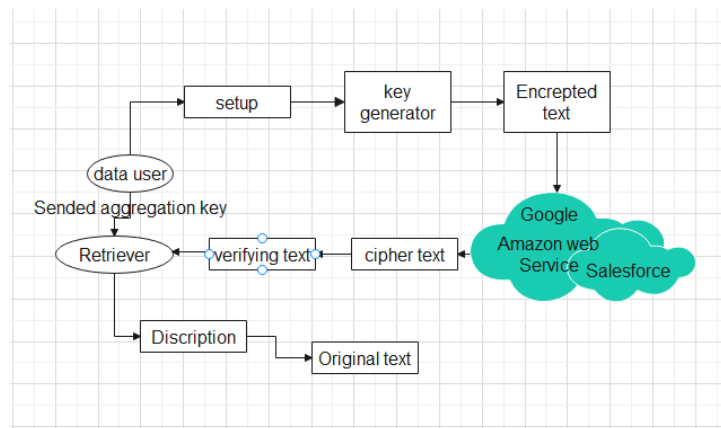 setup
key
generator
Encrepted
text
data user
Sended aggregation key
Google
Amazon web
Service
Salesforce
Retriever
verifying text
cipher text
Discription
Original text